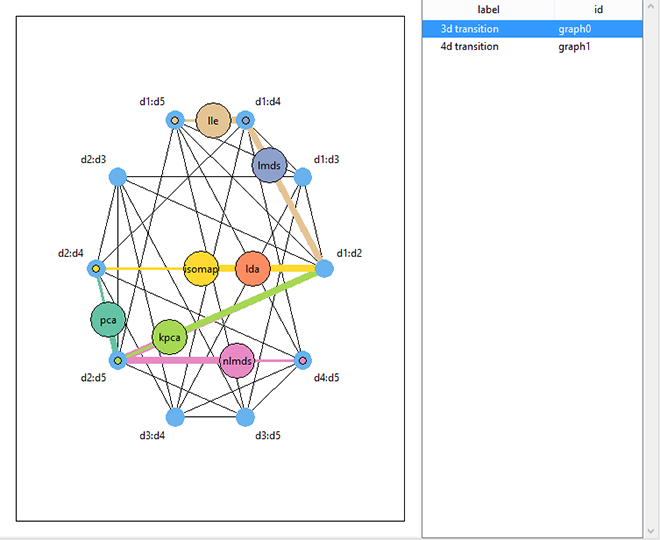 label id
3d transition graph0
4d transition graph1
d1:d5 d1:d4
lle
d2:d3 lmds d1:d3
d2:d4 d1:d2
isomap lda
pca
kpca
nlmds
d2:d5 d4:d5
d3:d4 d3:d5